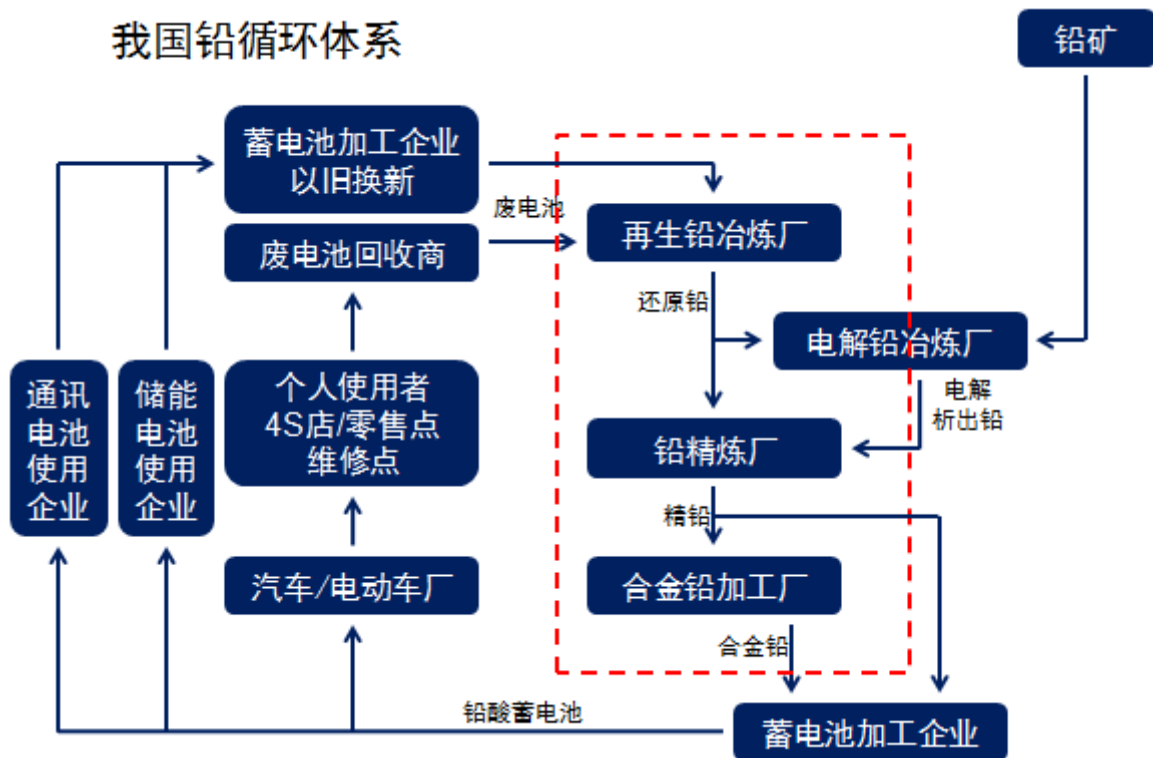 我国铅循环体系
铅矿
蓄电池加工企业
以旧换新
废电池
再生铅冶炼厂
废电池回收商
还原铅
电解铅冶炼厂
通讯
电池
使用
企业
储能
电池
使用
企业
个人使用者
4S店/零售点
维修点
电解
析出铅
铅精炼厂
精铅
汽车/电动车厂
合金铅加工厂
合金铅
铅酸蓄电池
蓄电池加工企业